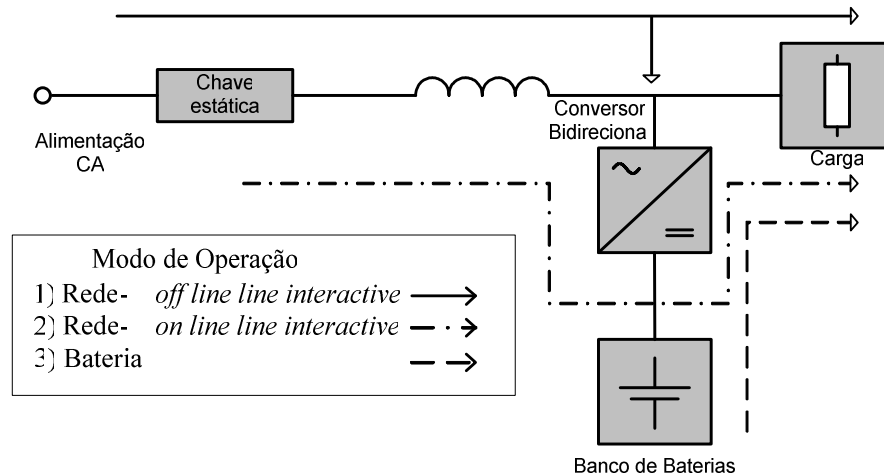 Chave
estática
Alimentação
CA
Conversor
Bidireciona
Carga
Modo de Operação
1) Rede- off line line interactive
2) Rede- on line line interactive
3) Bateria
Banco de Baterias